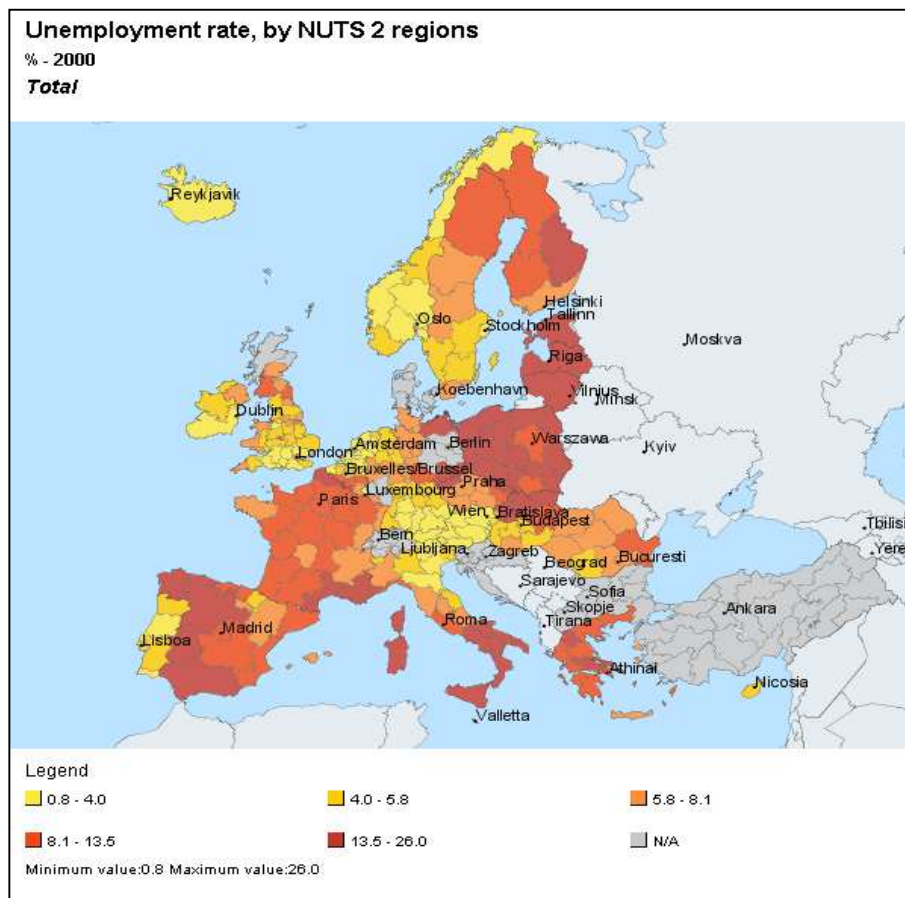 Unemployment rate, by NUTS 2 regions
% - 2000
Total
Reykjavik
Helsinki
Tallinn
Oslo
Stockholm
Moskva
Riga
Koebenhavn
Vilnius
Minsk
Dublin
Amsterdam
Berlin
Warszawa
Kyiv
London
Bruxelles/Brussel
Praha
Luxembourg
Paris
Wien
Bratislava
Budapest
Tbilisi
Bern
Ljubljana
Zagreb
Yere
Beograd
Bucuresti
Sarajevo
Sofia
Skopje
Ankara
Tirana
Roma
Madrid
Lisboa
Athinai
Nicosia
Valletta
Legend
0.8 - 4.0 4.0 - 5.8 5.8 - 8.1
8.1 - 13.5 13.5 - 26.0 N/A
Minimum value:0.8 Maximum value:26.0